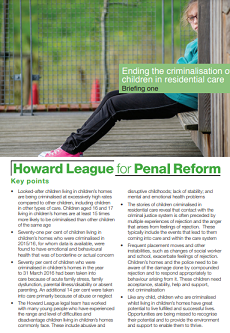 Ending the criminalisation o
children in residential care
Briefing one
Howard League for Penal Reform
Key points
• Looked-after children living in children's homes
are being criminalised at excessively high rates
compared to other children, including children
in other types of care. Children aged 16 and 17
living in children's homes are at least 15 times
more likely to be criminalised than other children
of the same age
• Seventy-one per cent of children living in
children's homes who were criminalised in
2015/16, for whom data is available, were
found to have emotional and behavioural
health that was of borderline or actual concern
• Seventy per cent of children who were
criminalised in children's homes in the year
to 31 March 2016 had been taken into
care because of acute family stress, family
dysfunction, parental illness/disability or absent
parenting. An additional 14 per cent were taken
into care primarily because of abuse or neglect
• The Howard League legal team has worked
with many young people who have experienced
the range and level of difficulties and
disadvantage children living in children's homes
commonly face. These include abusive and
disruptive childhoods; lack of stability; and
mental and emotional health problems
• The stories of children criminalised in
residential care reveal that contact with the
criminal justice system is often preceded by
multiple experiences of rejection and the anger
that arises from feelings of rejection. These
typically include the events that lead to them
coming into care and within the care system
• Frequent placement moves and other
instabilities, such as changes of social worker
and school, exacerbate feelings of rejection.
Children's homes and the police need to be
aware of the damage done by compounded
rejection and to respond appropriately to
behaviour arising from it. These children need
acceptance, stability, help and support,
not criminalisation
• Like any child, children who are criminalised
whilst living in children's homes have great
potential
Opportunities are being missed to recognise
their potential and to provide the environment
and support to enable them to thrive.